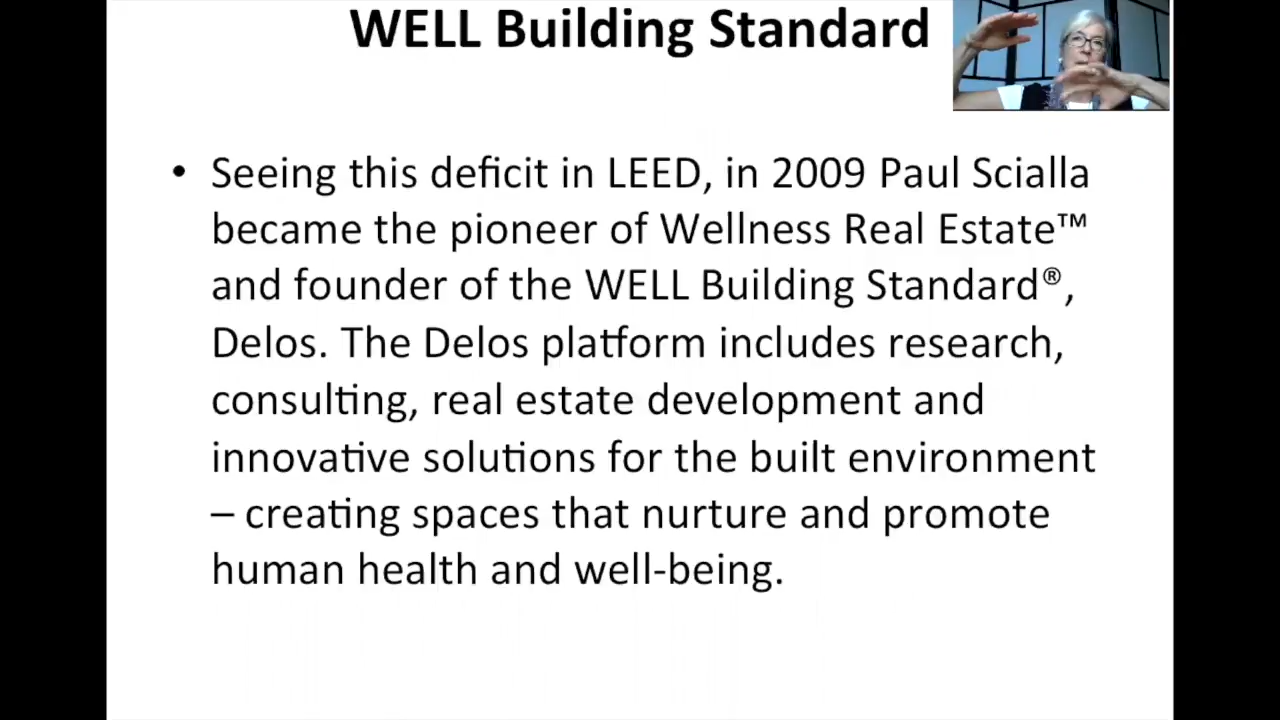 WELL Building Standard
• Seeing this deficit in LEED, in 2009 Paul Scialla
became the pioneer of Wellness Real Estate™
and founder of the WELL Building Standard®,
Delos. The Delos platform includes research,
consulting, real estate development and
innovative solutions for the built environment
– creating spaces that nurture and promote
human health and well-being.